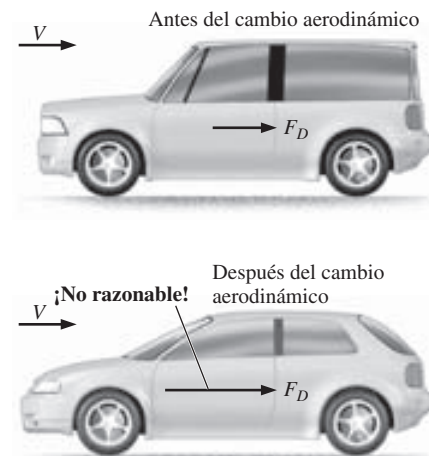 Antes del cambio aerodinámico
V
F_D
Después del cambio
aerodinámico
¡No razonable!
V
F_D